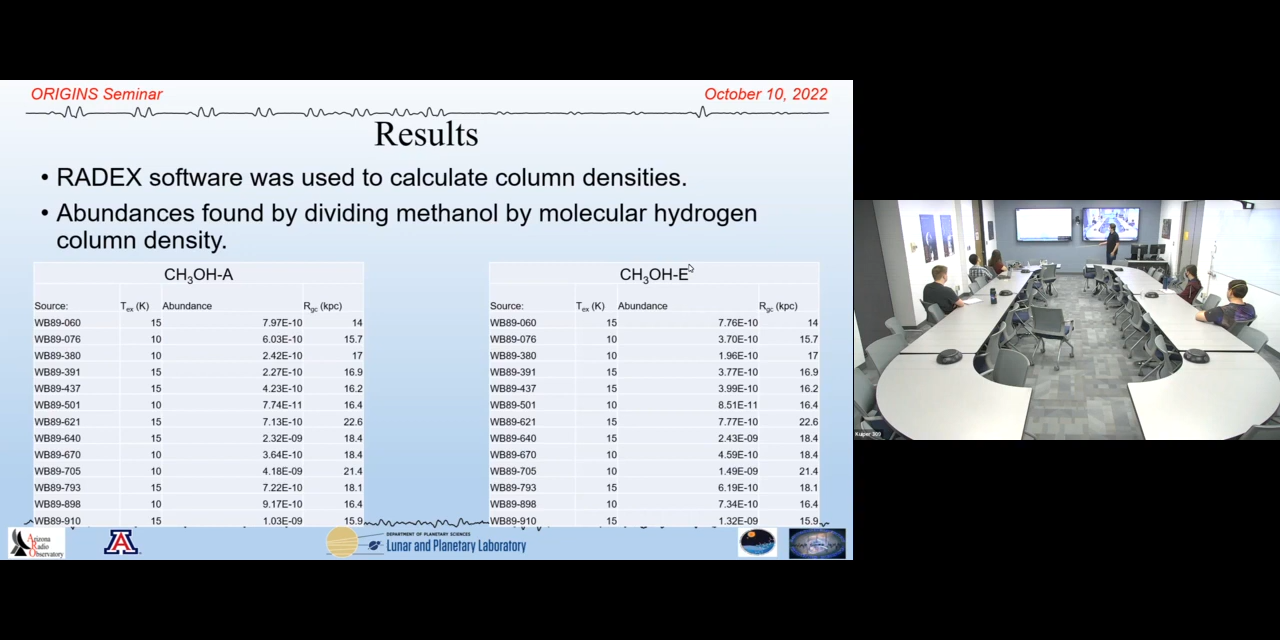 ORIGINS Seminar
October 10, 2022
Results
• RADEX software was used to calculate column densities.
• Abundances found by dividing methanol by molecular hydrogen
column density.
CH₃OH-A
Source: Tex (K) Abundance Rgc (kpc)
WB89-060 15 7.97E-10 14
WB89-076 10 6.03E-10 15.7
WB89-380 10 2.42E-10 17
WB89-391 15 2.27E-10 16.9
WB89-437 15 4.23E-10 16.2
WB89-501 10 7.74E-11 16.4
WB89-621 15 7.13E-10 22.6
WB89-640 15 2.32E-09 18.4
WB89-670 10 3.64E-10 18.4
WB89-705 10 4.18E-09 21.4
WB89-793 15 7.22E-10 18.1
WB89-898 10 9.17E-10 16.4
WB89-910 15 1.03E-09 15.9
CH₃OH-E
Source: Tex (K) Abundance Rgc (kpc)
WB89-060 15 7.76E-10 14
WB89-076 10 3.70E-10 15.7
WB89-380 10 1.96E-10 17
WB89-391 15 3.77E-10 16.9
WB89-437 15 3.99E-10 16.2
WB89-501 10 8.51E-11 16.4
WB89-621 15 7.77E-10 22.6
WB89-640 15 2.43E-09 18.4
WB89-670 10 4.59E-10 18.4
WB89-705 10 1.49E-09 21.4
WB89-793 15 6.19E-10 18.1
WB89-898 10 7.34E-10 16.4
WB89-910 15 1.32E-09 15.9
Arizona
Radio
Observatory
A
DEPARTMENT OF PLANETARY SCIENCES
Lunar and Planetary Laboratory
Kuiper 309